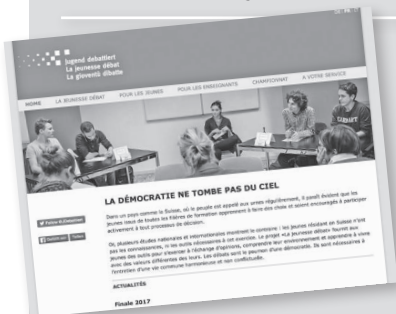 jugend debattiert
La jeunesse débat
La gioventù dibatte
HOME LA JEUNESSE DÉBAT POUR LES JEUNES POUR LES ENSEIGNANTS CHAMPIONNAT A VOTRE SERVICE
LA DÉMOCRATIE NE TOMBE PAS DU CIEL
Dans un pays comme la Suisse, où le peuple est appelé aux urnes régulièrement, il paraît évident que les
jeunes issus de toutes les filières de formation apprennent à faire des choix et soient encouragés à participer
activement à tout processus de décision.
Or, plusieurs études nationales et internationales montrent le contraire : les jeunes résidant en Suisse n'ont
pas les connaissances, ni les outils nécessaires à cet exercice. Le projet «La jeunesse débat» fournit aux
jeunes des outils pour s'exercer à l'échange d'opinions, comprendre leur environnement et apprendre à vivre
avec des valeurs différentes des leurs. Les débats sont le poumon d'une démocratie. Ils sont nécessaires à
l'entretien d'une vie commune harmonieuse et non conflictuelle.
ACTUALITÉS
Finale 2017